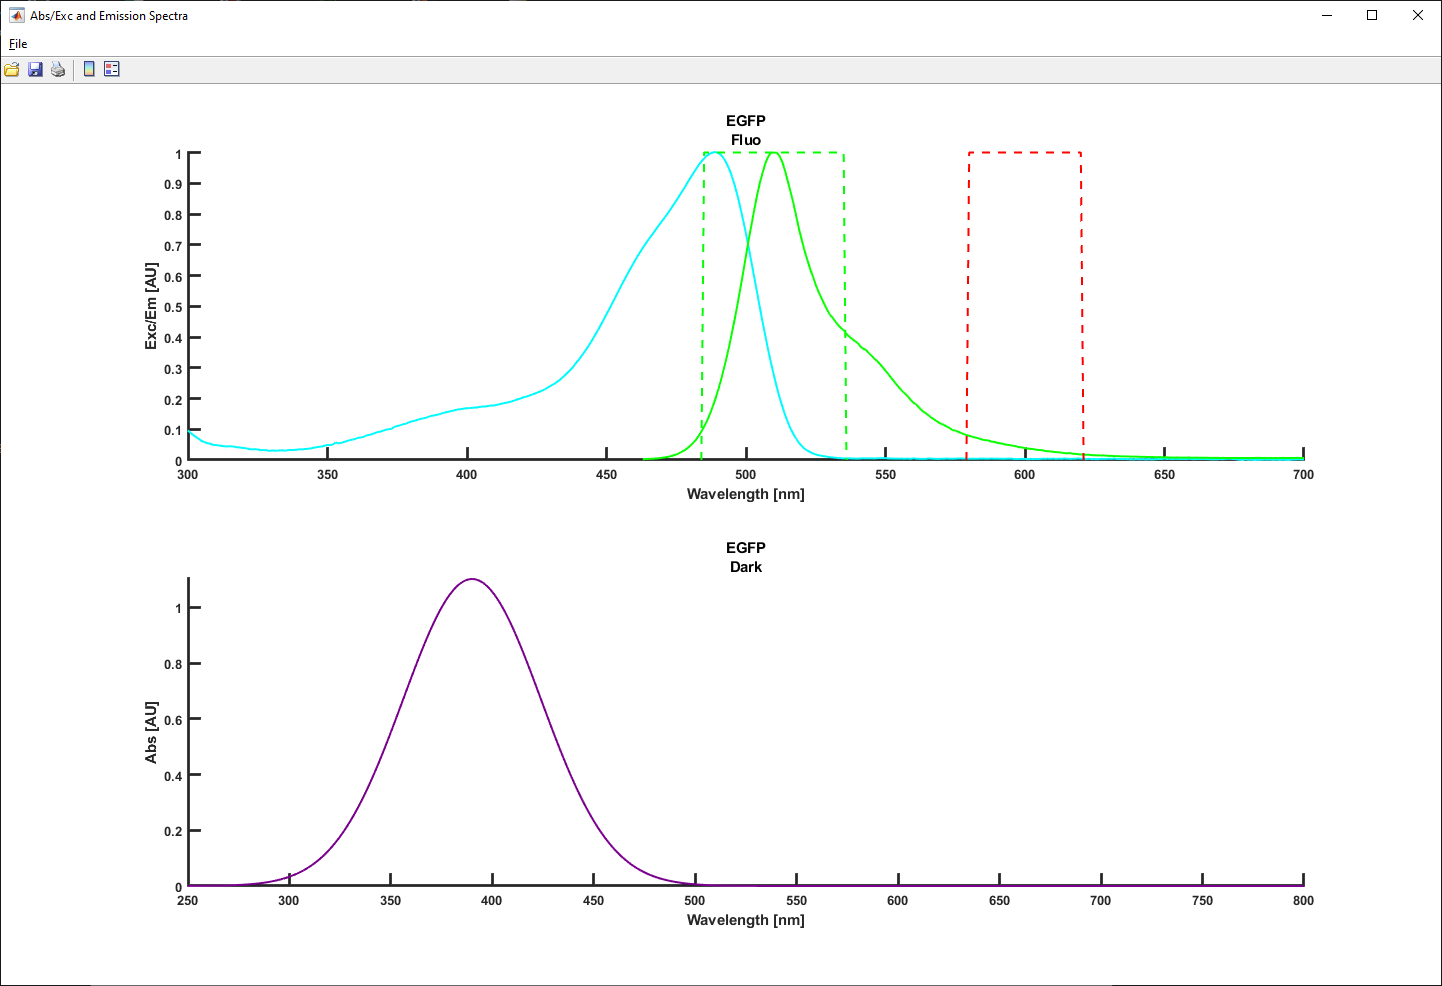 Abs/Exc and Emission Spectra
File
EGFP
Fluo
1
0.9
0.8
0.7
0.6
0.5
0.4
0.3
0.2
0.1
0
Exc/Em [AU]
300 350 400 450 500 550 600 650 700
Wavelength [nm]
EGFP
Dark
1
0.8
0.6
0.4
0.2
0
Abs [AU]
250 300 350 400 450 500 550 600 650 700 750 800
Wavelength [nm]